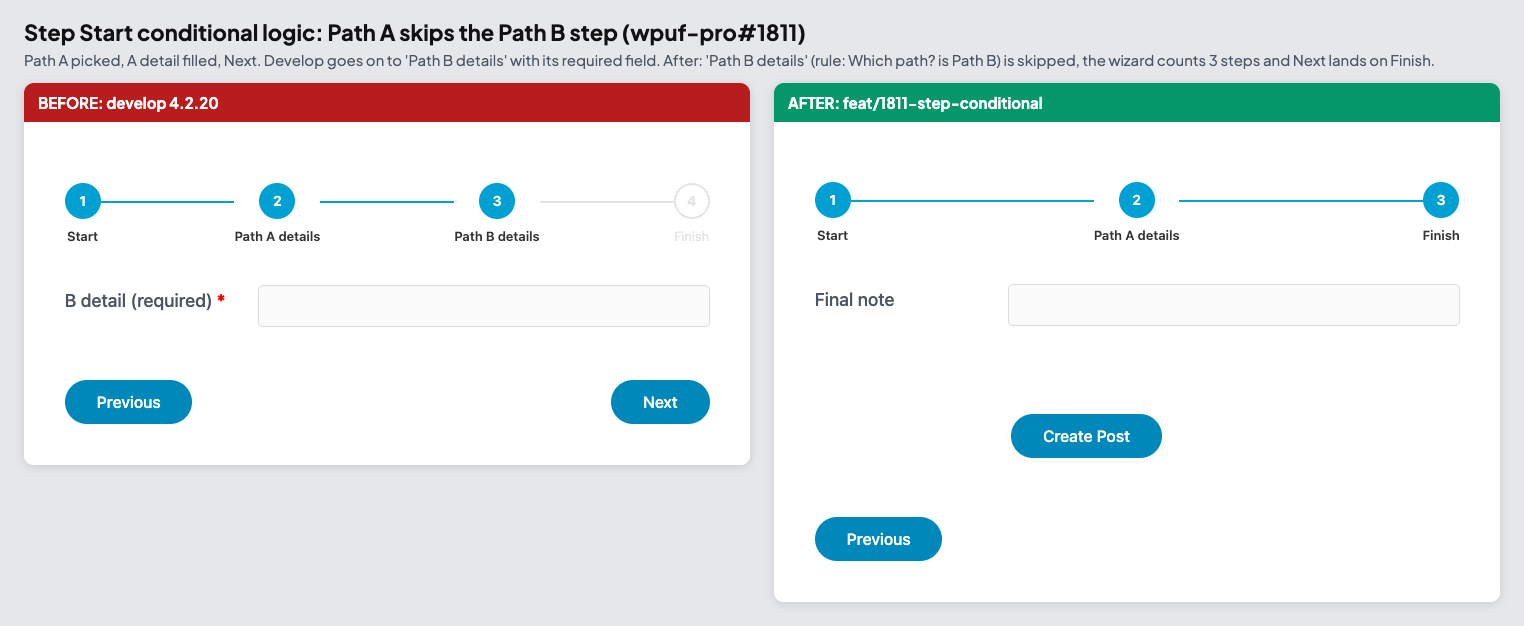 Step Start conditional logic: Path A skips the Path B step (wpuf-pro#1811)
Path A picked, A detail filled, Next. Develop goes on to 'Path B details' with its required field. After: 'Path B details' (rule: Which path? is Path B) is skipped, the wizard counts 3 steps and Next lands on Finish.
BEFORE: develop 4.2.20
1 2 3 4
Start Path A details Path B details Finish
B detail (required) *
Previous Next
AFTER: feat/1811-step-conditional
1 2 3
Start Path A details Finish
Final note
Create Post
Previous